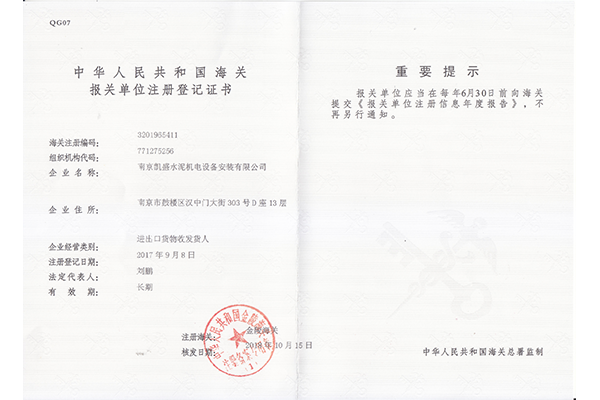 QG07
中华人民共和国海关
报关单位注册登记证书
海关注册编码： 3201965411
组织机构代码： 771275256
企业名称： 南京凯盛水泥机电设备安装有限公司
企业住所： 南京市鼓楼区汉中门大街303号D座13层
企业经营类别： 进出口货物收发货人
注册登记日期： 2017年9月8日
法定代表人： 刘鹏
有效期： 长期
注册海关： 金陵海关
核发日期： 2018年10月15日
重要提示
报关单位应当在每年6月30日前向海关
提交《报关单位注册信息年度报告》，不
再另行通知。
中华人民共和国海关总署监制